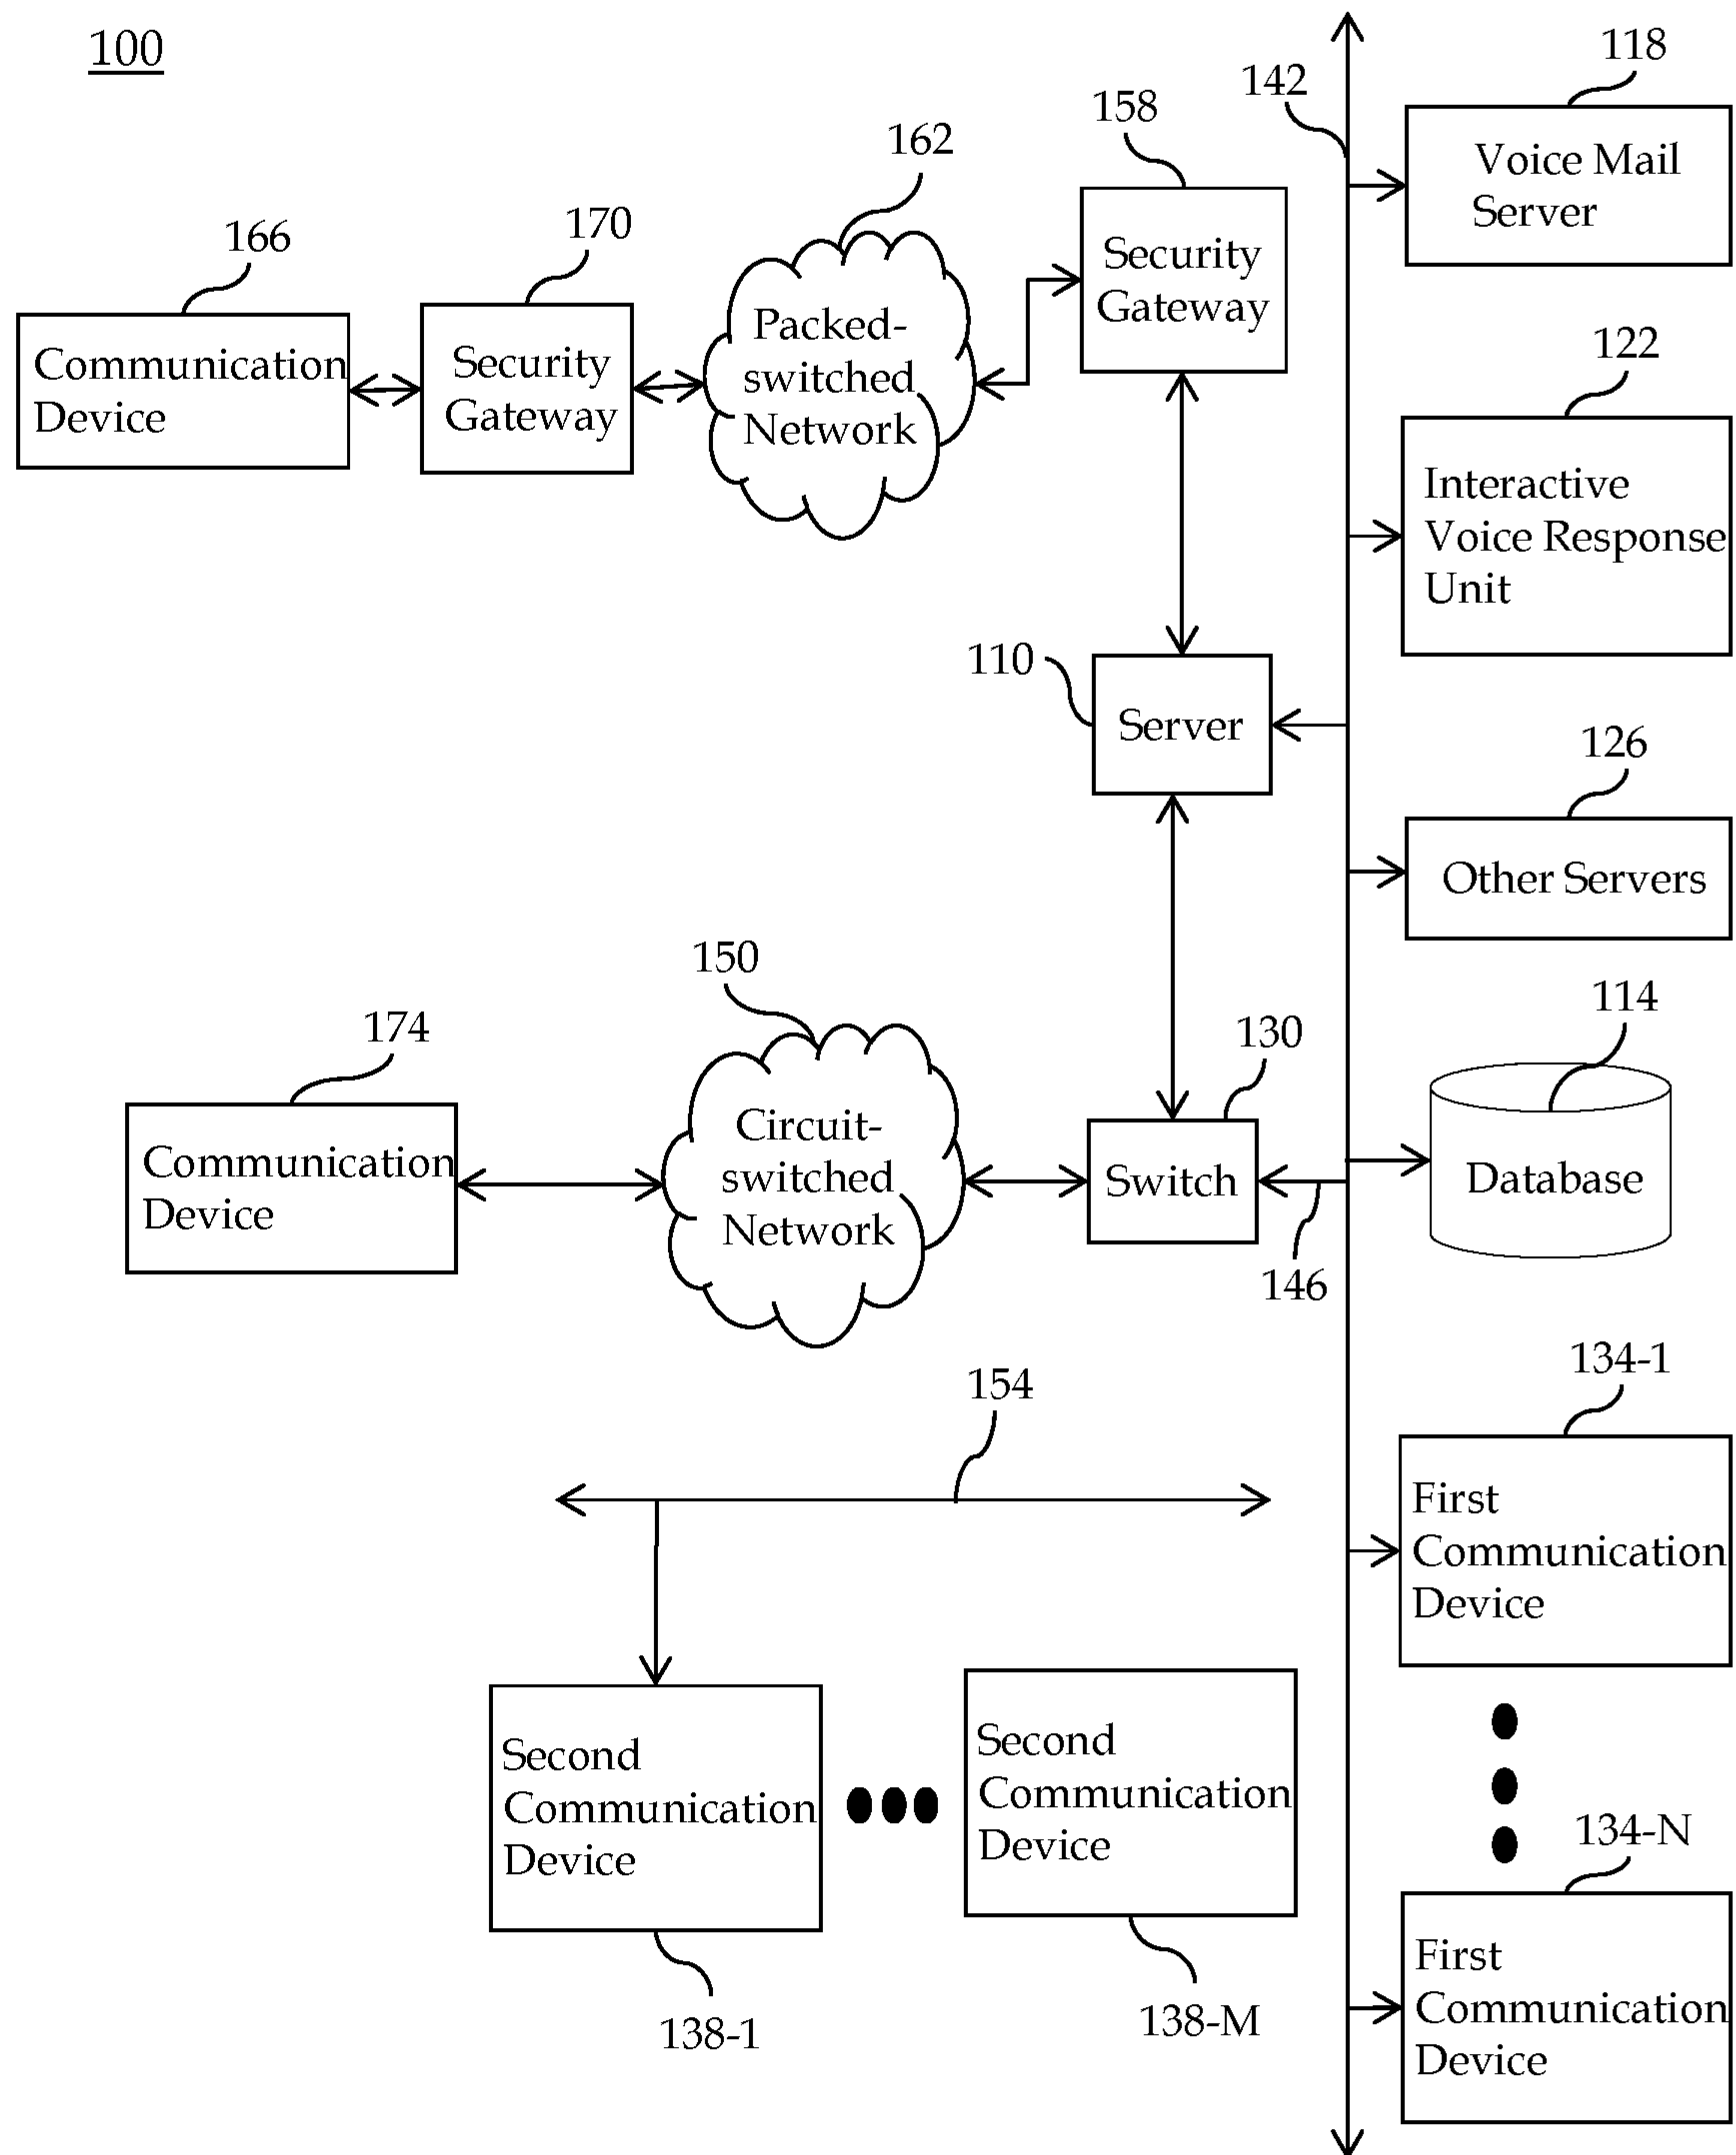 100
118
142
158
Voice Mail
Server
162
Security
Gateway
170
166
Packed-
switched
Network
122
Communication
Device
Security
Gateway
Interactive
Voice Response
Unit
110
Server
126
Other Servers
150
114
174
130
Circuit-
switched
Network
Communication
Device
Switch
Database
146
134-1
154
First
Communication
Device
Second
Communication
Device
Second
Communication
Device
134-N
First
Communication
Device
138-1
138-M